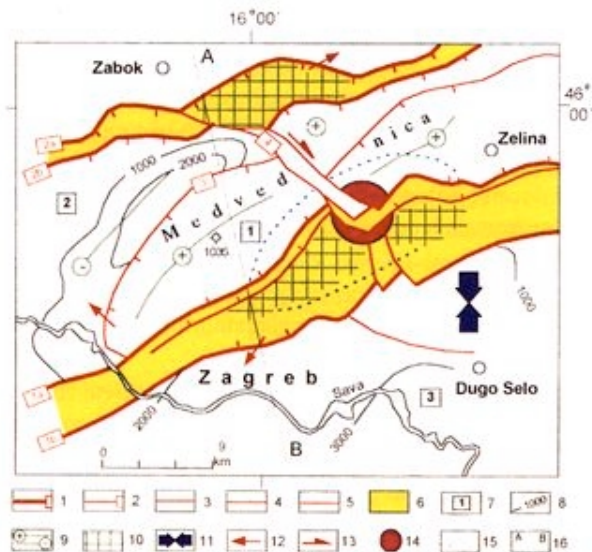 16°00'
A
Zabok
46°
00'
Medvednica
Zelina
1000
2000
2
1
1035
1000
Zagreb
Sava
Dugo Selo
3
2000
3000
B
0 9
km
1 2 3 4 5 6 1 7 1000 8
9 10 11 12 13 14 15 A B 16